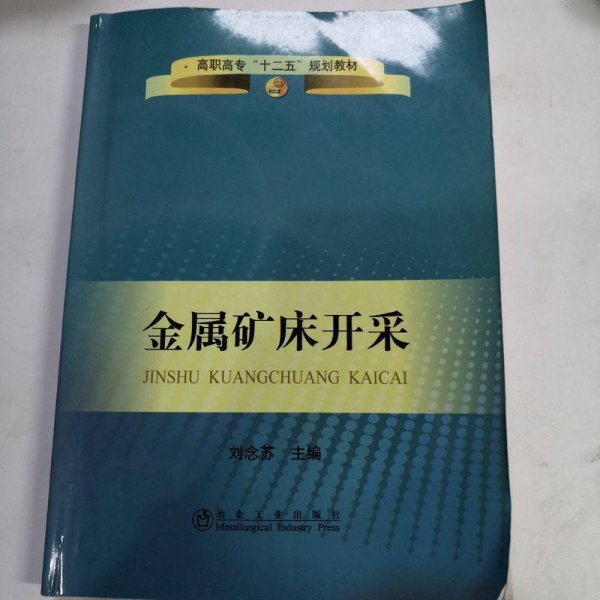 高职高专“十二五”规划教材
金属矿床开采
JINSHU KUANGCHUANG KAICAI
刘念苏 主编
冶金工业出版社
Metallurgical Industry Press